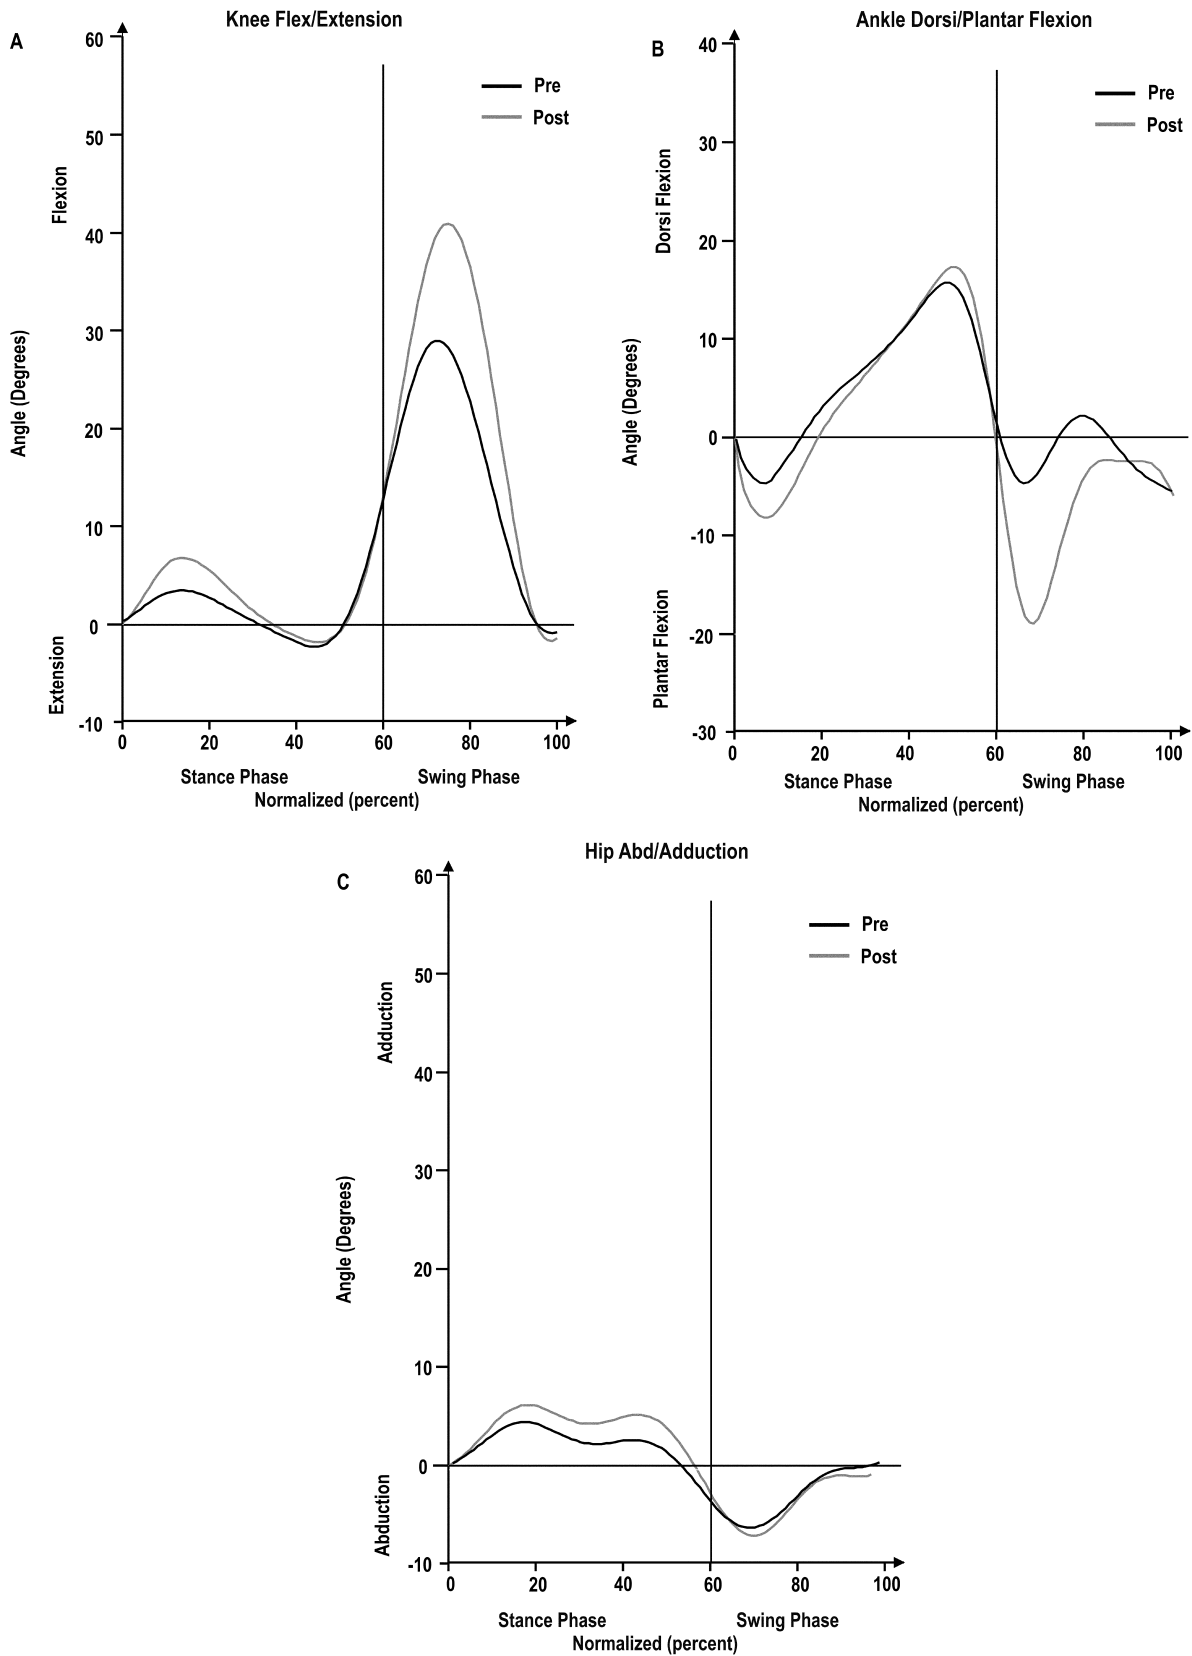 Knee Flex/Extension
A
60
50
40
30
20
10
0
-10
Flexion
Angle (Degrees)
Extension
Pre
Post
0 20 40 60 80 100
Stance Phase Swing Phase
Normalized (percent)
Ankle Dorsi/Plantar Flexion
B
40
30
20
10
0
-10
-20
-30
Dorsi Flexion
Angle (Degrees)
Plantar Flexion
Pre
Post
0 20 40 60 80 100
Stance Phase Swing Phase
Normalized (percent)
Hip Abd/Adduction
C
60
50
40
30
20
10
0
-10
Adduction
Angle (Degrees)
Abduction
Pre
Post
0 20 40 60 80 100
Stance Phase Swing Phase
Normalized (percent)